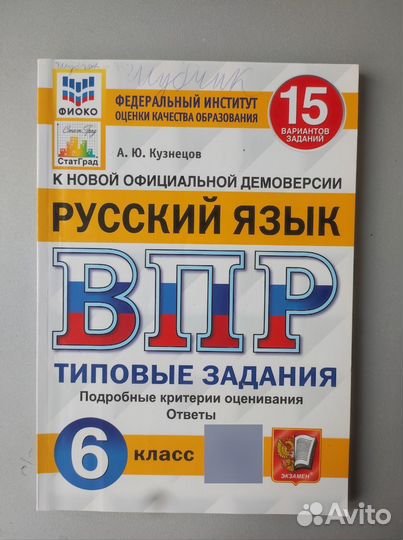 ФИОКО
СтатГрад
СтатГрад
ФЕДЕРАЛЬНЫЙ ИНСТИТУТ
ОЦЕНКИ КАЧЕСТВА ОБРАЗОВАНИЯ
15
ВАРИАНТОВ
ЗАДАНИЙ
А. Ю. Кузнецов
К НОВОЙ ОФИЦИАЛЬНОЙ ДЕМОВЕРСИИ
РУССКИЙ ЯЗЫК
ВПР
ТИПОВЫЕ ЗАДАНИЯ
Подробные критерии оценивания
Ответы
6 класс
ЭКЗАМЕН
Avito